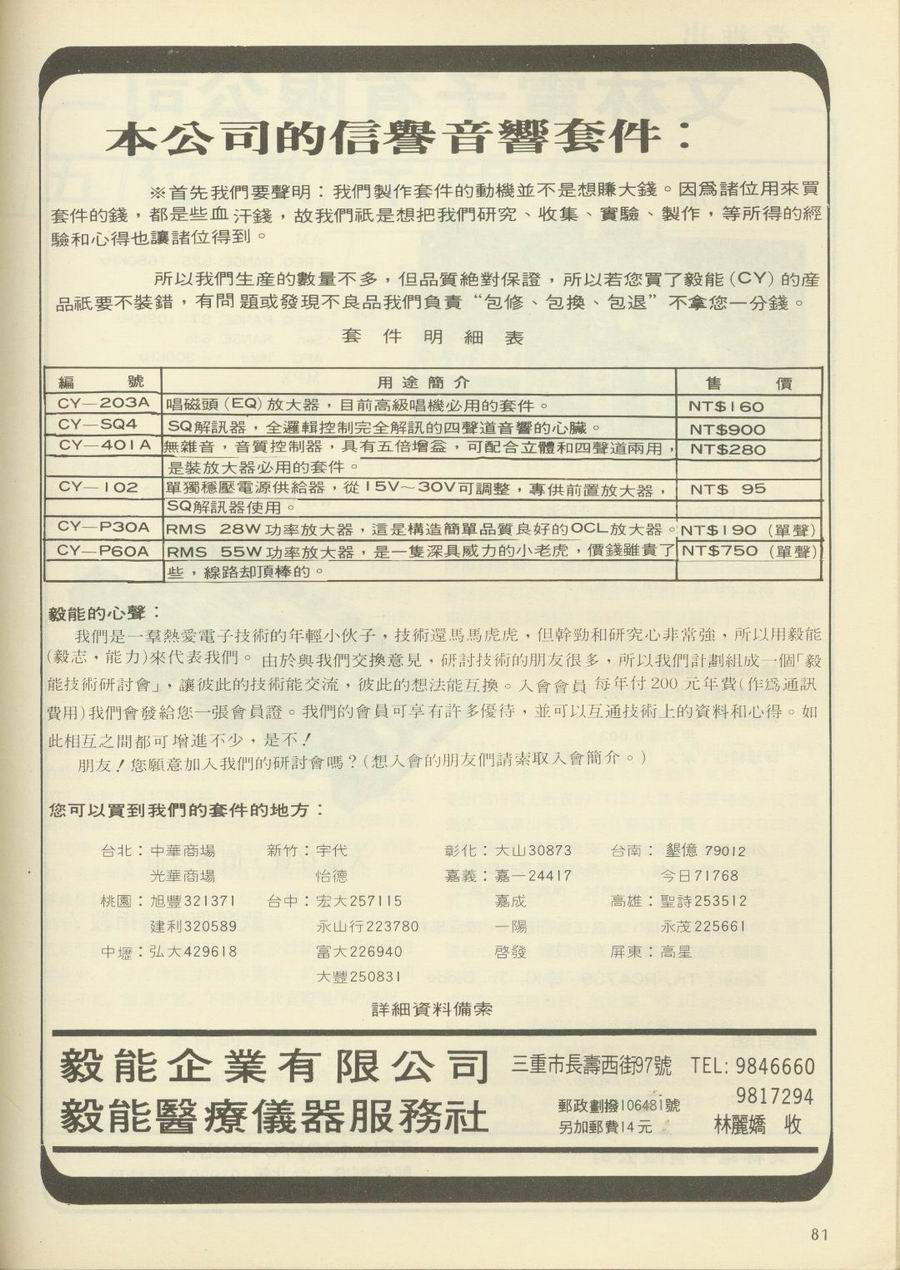 本公司的信譽音響套件：
※首先我們要聲明：我們製作套件的動機並不是想賺大錢。因爲諸位用來買
套件的錢，都是些血汗錢，故我們祇是想把我們研究、收集、實驗、製作，等所得的經
驗和心得也讓諸位得到。
所以我們生產的數量不多，但品質絶對保證，所以若您買了毅能(CY)的産
品祇要不裝錯，有問題或發現不良品我們負責“包修、包換、包退”不拿您一分錢。
套件明細表
編號 用途簡介 售價
CY—203A 唱磁頭(EQ)放大器，目前高級唱機必用的套件。 NT$160
CY—SQ4 SQ解訊器，全邏輯控制完全解訊的四聲道音響的心臟。 NT$900
CY—401A 無雜音，音質控制器，具有五倍增益，可配合立體和四聲道兩用， NT$280
是裝放大器必用的套件。
CY—102 單獨穩壓電源供給器，從15V～30V可調整，專供前置放大器， NT$ 95
SQ解訊器使用。
CY—P30A RMS 28W功率放大器，這是構造簡單品質良好的OCL放大器。 NT$190 (單聲)
CY—P60A RMS 55W功率放大器，是一隻深具威力的小老虎，價錢雖貴了 NT$750 (單聲)
些，線路却頂棒的。
毅能的心聲：
我們是一羣熱愛電子技術的年輕小伙子，技術還馬馬虎虎，但幹勁和研究心非常強，所以用毅能
(毅志，能力)來代表我們。由於與我們交換意見，研討技術的朋友很多，所以我們計劃組成一個「毅
能技術研討會」，讓彼此的技術能交流，彼此的想法能互換。入會會員每年付200元年費(作爲通訊
費用)我們會發給您一張會員證。我們的會員可享有許多優待，並可以互通技術上的資料和心得。如
此相互之間都可增進不少，是不！
朋友！您願意加入我們的研討會嗎？(想入會的朋友們請索取入會簡介。)
您可以買到我們的套件的地方：
台北：中華商場 新竹：宇代 彰化：大山30873 台南：墾億79012
光華商場 怡德 嘉義：嘉一24417 今日71768
桃園：旭豐321371 台中：宏大257115 嘉成 高雄：聖詩253512
建利320589 永山行223780 一陽 永茂225661
中壢：弘大429618 富大226940 啓發 屏東：高星
大豐250831
詳細資料備索
毅能企業有限公司 三重市長壽西街97號 TEL: 9846660
9817294
毅能醫療儀器服務社 郵政劃撥106481號
另加郵費14元 林麗嬌 收
81